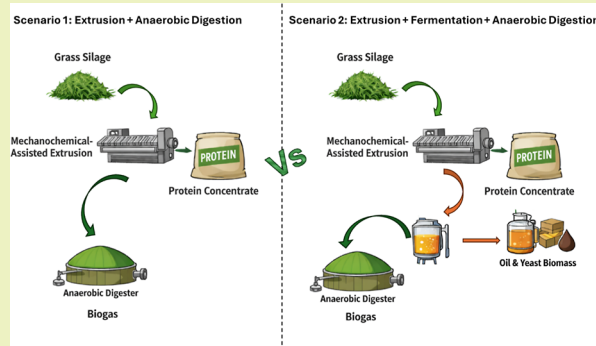 Scenario 1: Extrusion + Anaerobic Digestion
Grass Silage
Mechanochemical-
Assisted Extrusion
PROTEIN
Protein Concentrate
Anaerobic Digester
Biogas
Vs
Scenario 2: Extrusion + Fermentation + Anaerobic Digestion
Grass Silage
Mechanochemical-
Assisted Extrusion
PROTEIN
Protein Concentrate
Oil & Yeast Biomass
Anaerobic Digester
Biogas